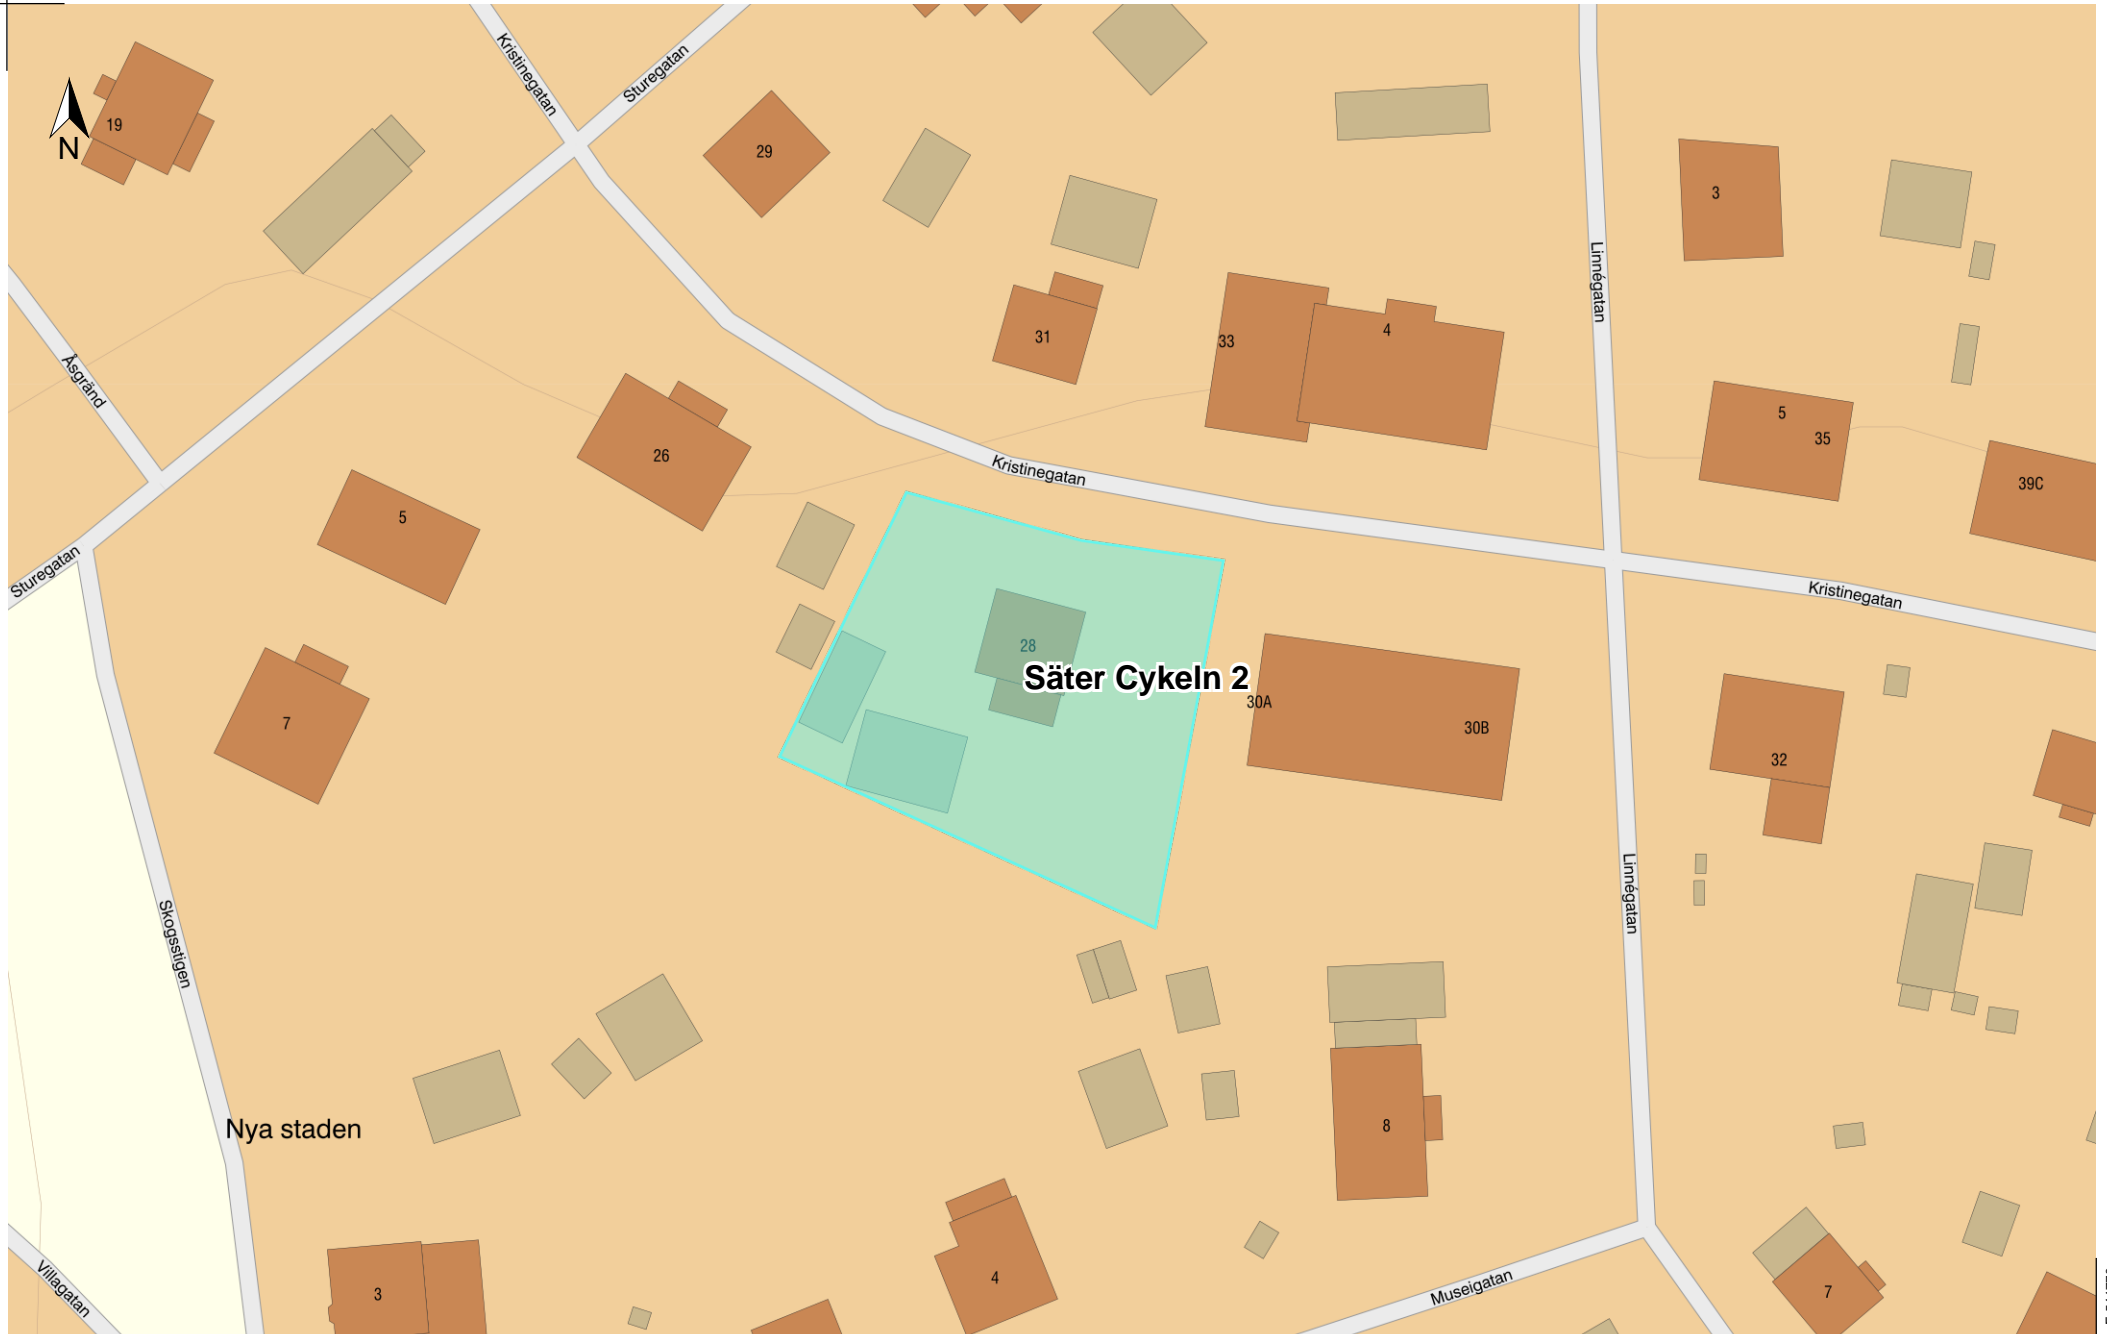 Kristinegatan
Sturegatan
19
N
29
3
Linnégatan
31
33
4
Åsgränd
5
35
26
Kristinegatan
39C
5
Sturegatan
Kristinegatan
28
Säter Cykeln 2
30A
7
30B
32
Linnégatan
Skogsstigen
Nya staden
8
4
3
Villagatan
Museigatan
7